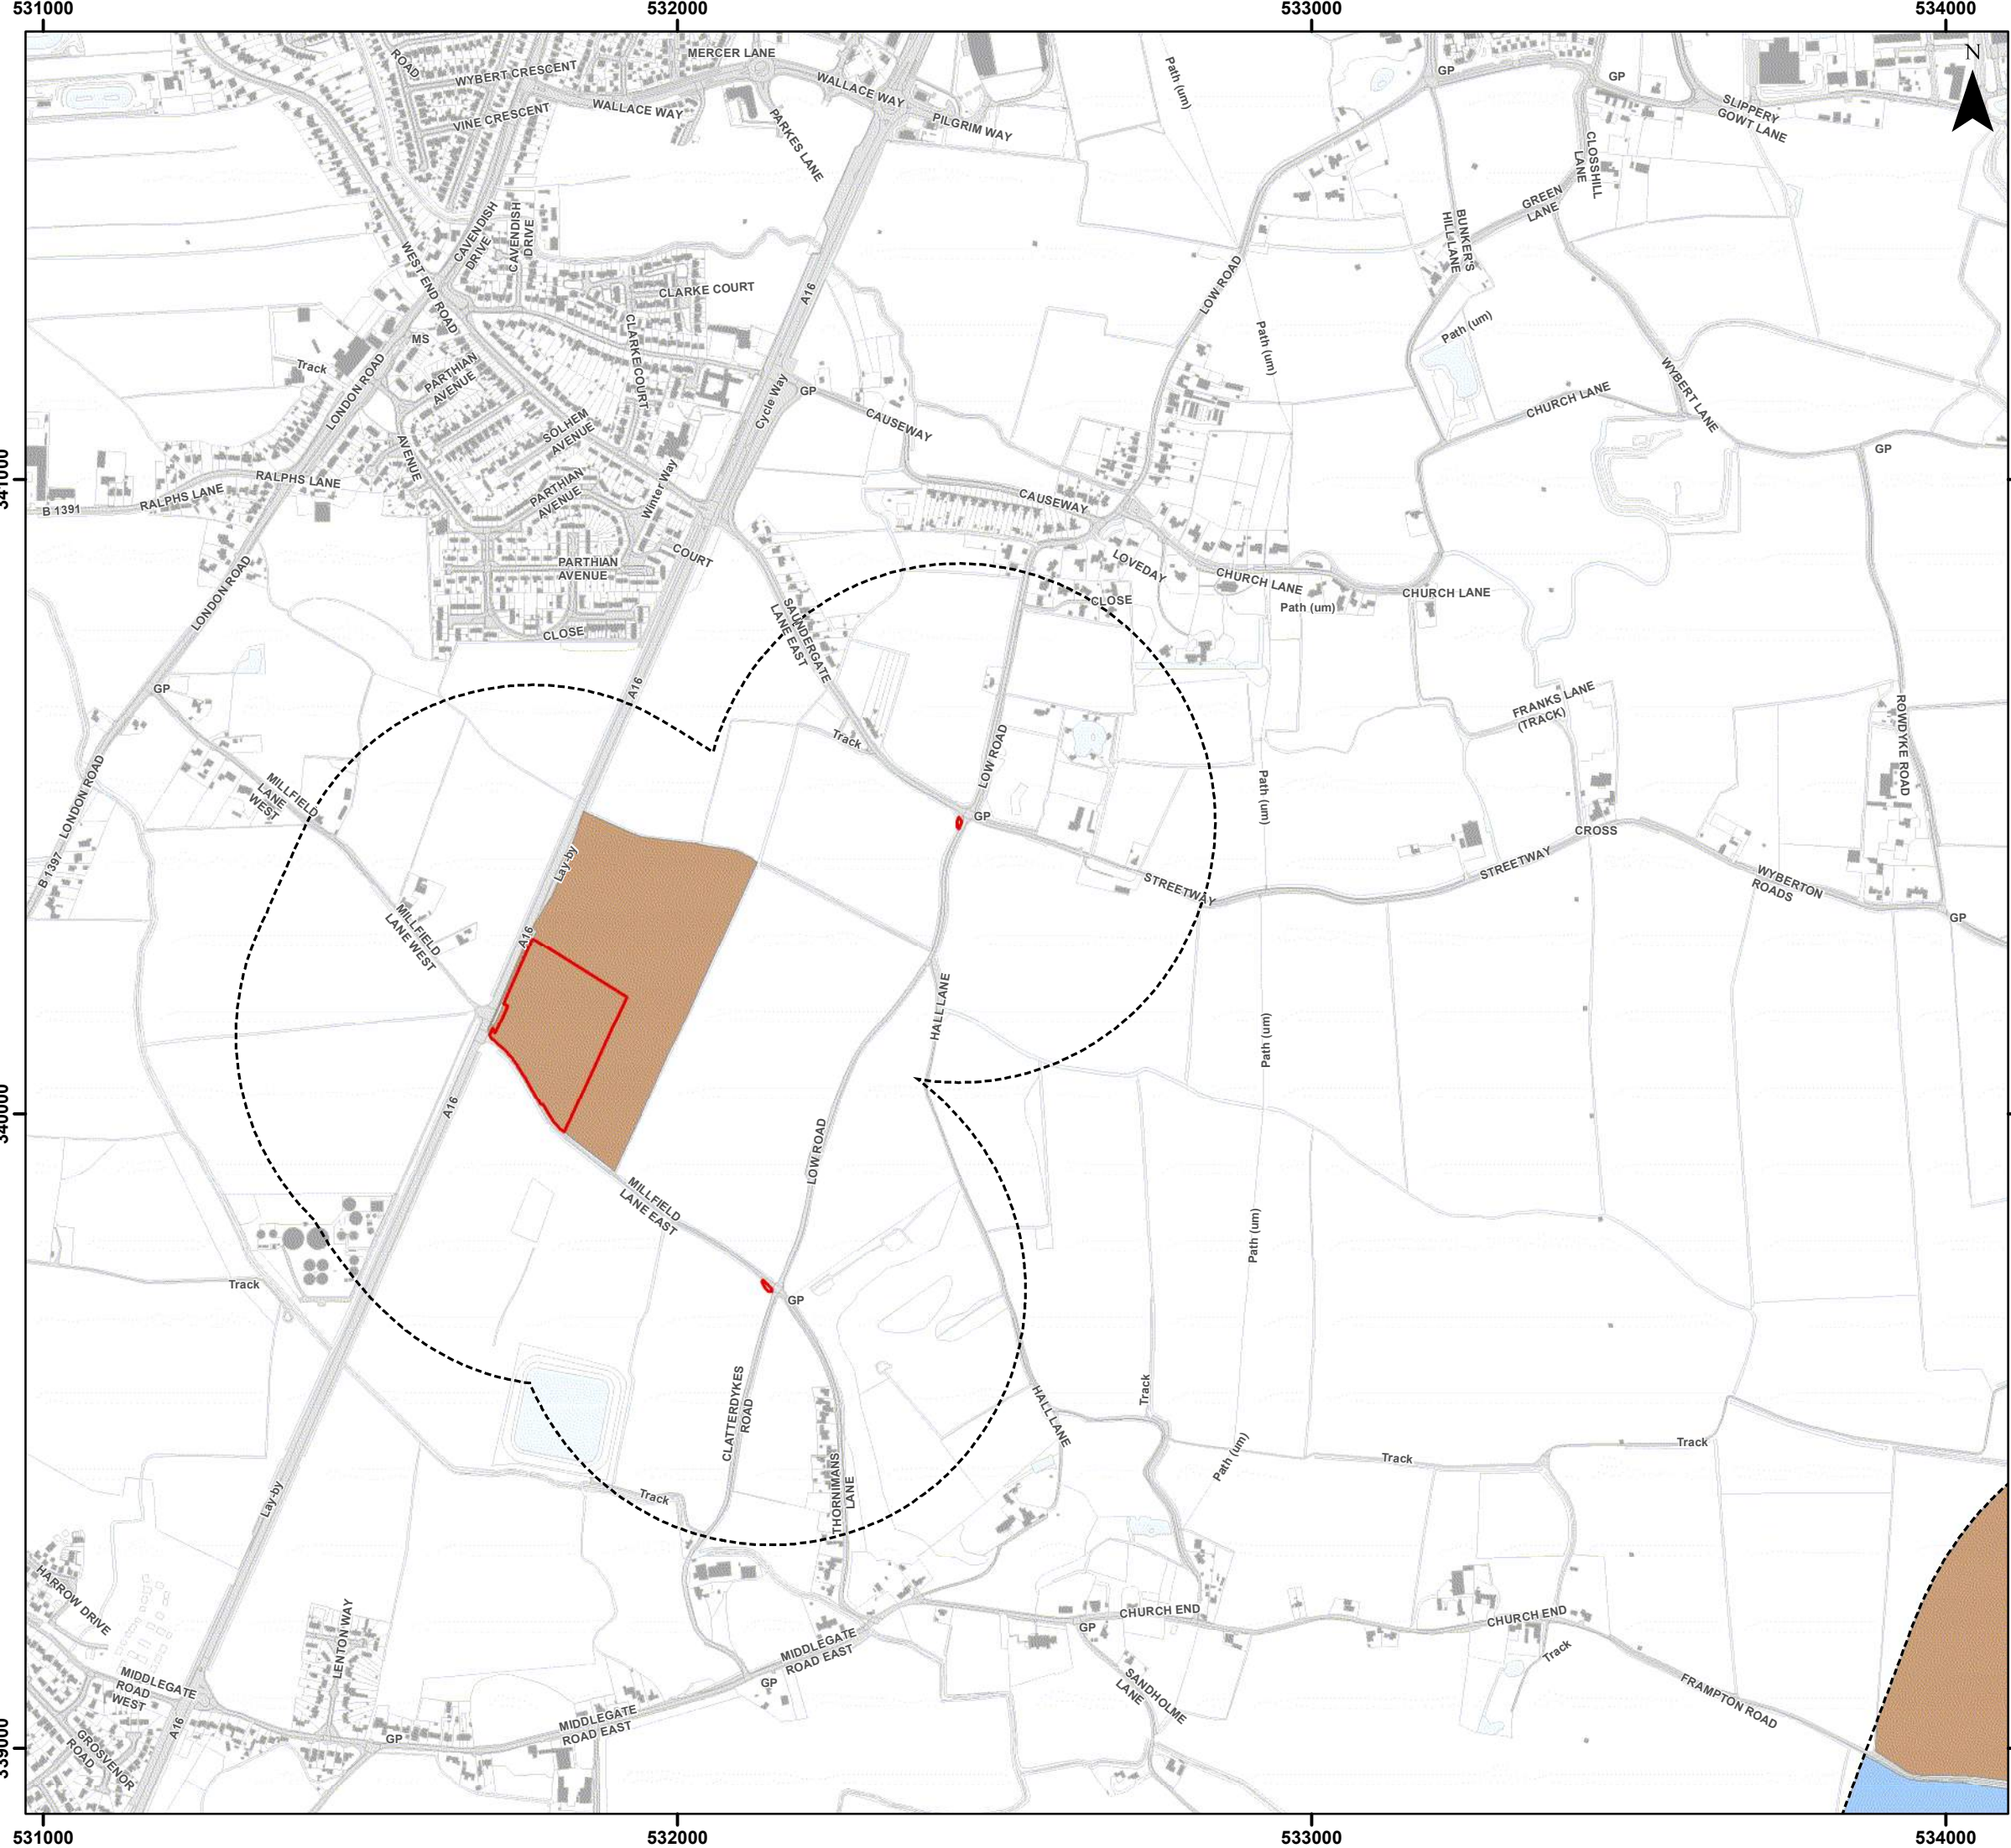 531000
532000
533000
534000
N
ROAD
WYBERT CRESCENT
MERCER LANE
WALLACE WAY
VINE CRESCENT
WALLACE WAY
PARKES LANE
PILGRIM WAY
Path (um)
GP
GP
SLIPPERY
GOWT LANE
CLOSSHILL
LANE
GREEN
LANE
BUNKER'S
HILL LANE
CAVENDISH
DRIVE
CAVENDISH
DRIVE
WEST END ROAD
CLARKE COURT
A16
LOW ROAD
Path (um)
Path (um)
MS
CLARKE COURT
Track
LONDON ROAD
PARTHIAN
AVENUE
Cycle Way
GP
CAUSEWAY
CHURCH LANE
WYBERT LANE
SOLHEM
AVENUE
AVENUE
GP
341000
B 1391
RALPHS LANE
RALPHS LANE
PARTHIAN
AVENUE
Winter Way
CAUSEWAY
LONDON ROAD
PARTHIAN
AVENUE
COURT
LOVEDAY
CLOSE
CHURCH LANE
Path (um)
CHURCH LANE
CLOSE
SAUNDERGATE
LANE EAST
GP
A16
FRANKS LANE
(TRACK)
ROWDYKE ROAD
Track
LOW ROAD
Path (um)
LONDON ROAD
MILLFIELD
LANE
WEST
GP
CROSS
B 1397
Lay-by
STREETWAY
STREETWAY
WYBERTON
ROADS
GP
MILLFIELD
LANE WEST
A16
HALL LANE
Path (um)
340000
A16
LOW ROAD
MILLFIELD
LANE EAST
Path (um)
Track
GP
CLATTERDYKES
ROAD
HALL LANE
Track
Path (um)
Track
Track
Lay-by
Track
THORNIMANS
LANE
HARROW DRIVE
LENTON WAY
CHURCH END
GP
CHURCH END
Track
MIDDLEGATE
ROAD EAST
MIDDLEGATE
ROAD
WEST
GP
SANDHOLME
LANE
FRAMPTON ROAD
A16
MIDDLEGATE
ROAD EAST
GP
GROSVENOR
ROAD
339000
531000
532000
533000
534000